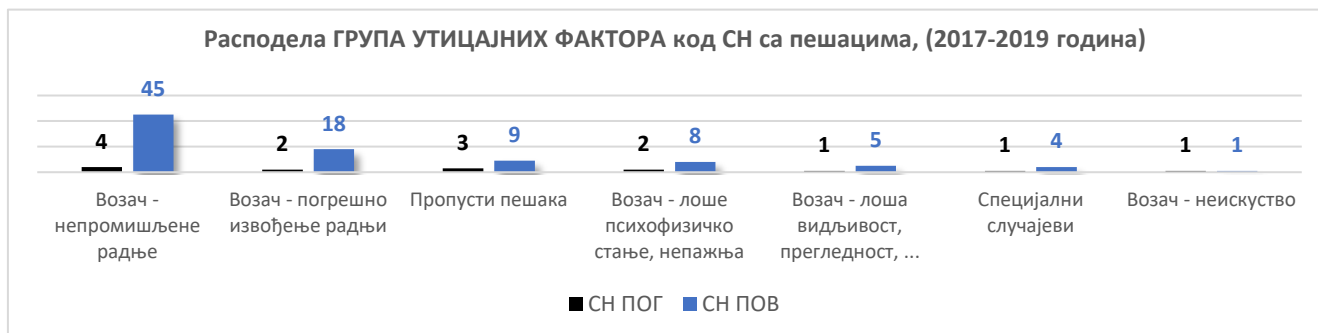 Расподела ГРУПА УТИЦАЈНИХ ФАКТОРА код СН са пешацима, (2017-2019 година)
4 45
2 18
3 9
2 8
1 5
1 4
1 1
Возач -
непромишљене
радње
Возач - погрешно
извођење радњи
Пропусти пешака
Возач - лоше
психофизичко
стање, непажња
Возач - лоша
видљивост,
прегледност, ...
Специјални
случајеви
Возач - неискуство
СН ПОГ СН ПОВ